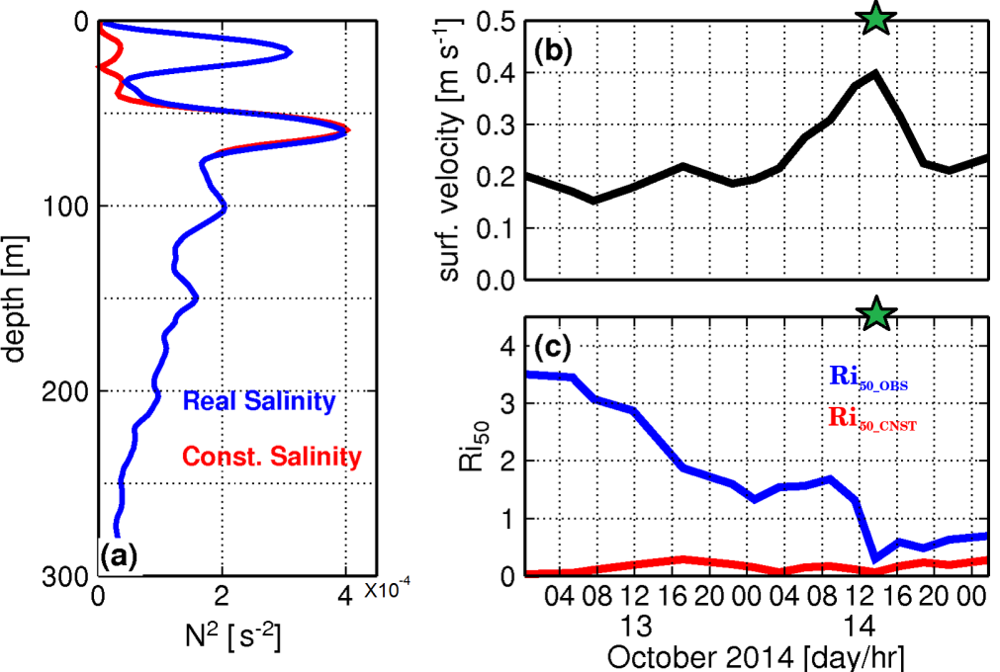 0
100
200
300
depth [m]
0 2 4 X10⁻⁴
N² [s⁻²]
Real Salinity
Const. Salinity
(a)
(b)
0.5
0.4
0.3
0.2
0.1
0.0
surf. velocity [m s⁻¹]
(c)
4
3
2
1
0
Ri₅₀
Ri₅₀_OBS
Ri₅₀_CNST
04 08 12 16 20 00 04 08 12 16 20 00
13 14
October 2014 [day/hr]